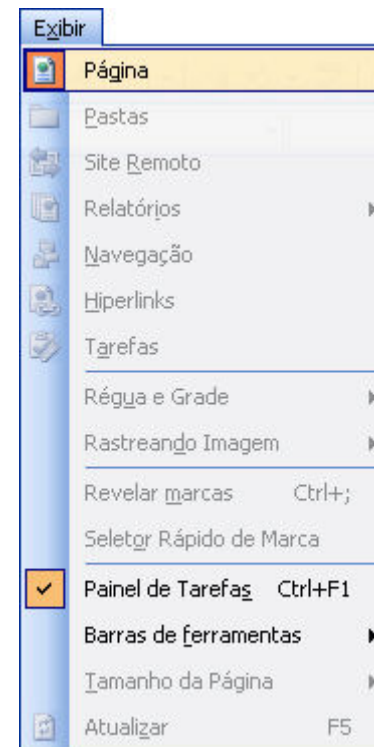 Exibir
Página
Pastas
Site Remoto
Relatórios
Navegação
Hiperlinks
Tarefas
Régua e Grade
Rastreando Imagem
Revelar marcas Ctrl+;
Seletor Rápido de Marca
Painel de Tarefas Ctrl+F1
Barras de ferramentas
Tamanho da Página
Atualizar F5